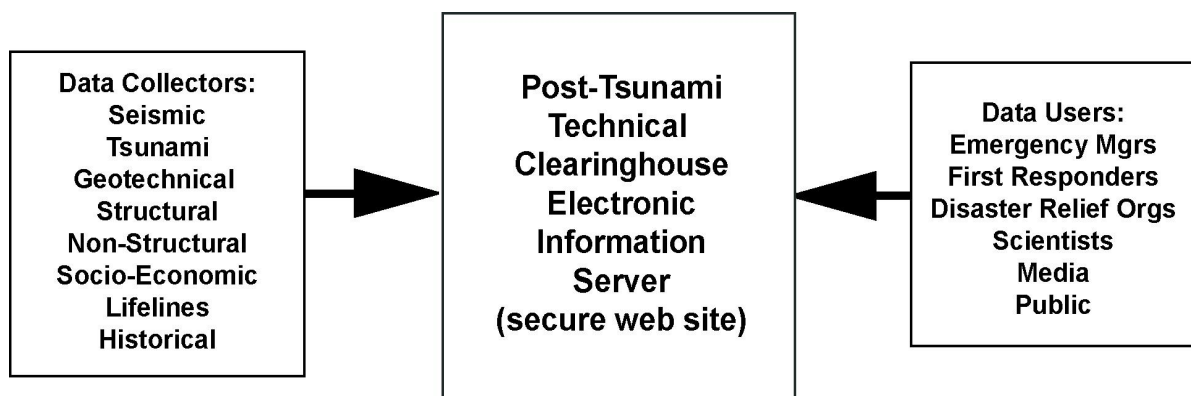 Data Collectors:
Seismic
Tsunami
Geotechnical
Structural
Non-Structural
Socio-Economic
Lifelines
Historical
Post-Tsunami
Technical
Clearinghouse
Electronic
Information
Server
(secure web site)
Data Users:
Emergency Mgrs
First Responders
Disaster Relief Orgs
Scientists
Media
Public